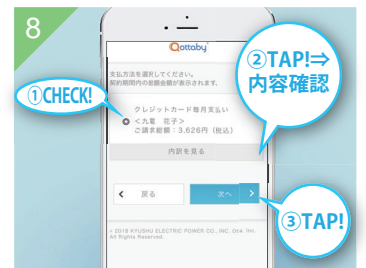 8
Qottaby
支払方法を選択してください。
契約期間内の差額金額が表示されます。
①CHECK!
クレジットカード毎月支払い
＜九電 花子＞
ご請求総額：3,626円（税込）
②TAP!⇒
内容確認
内訳を見る
戻る
次へ
③TAP!
© 2018 KYUSHU ELECTRIC POWER CO., INC. Otta. Inc.
All Rights Reserved.